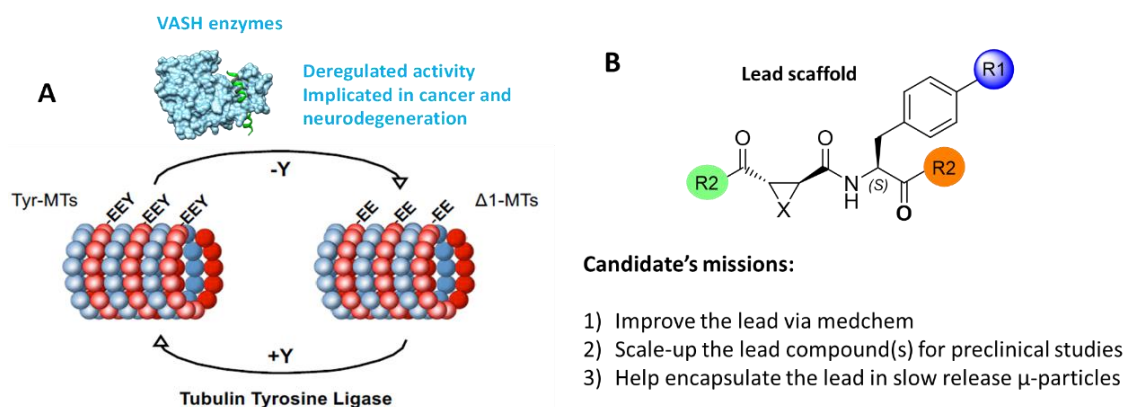 VASH enzymes
A
Deregulated activity
Implicated in cancer and
neurodegeneration
-Y
Tyr-MTs
-EEY
-EEY
-EEY
Δ1-MTs
-EE
-EE
-EE
+Y
Tubulin Tyrosine Ligase
B
Lead scaffold
R1
O
O
R2
R2
N
H
(S)
X
O
Candidate’s missions:
1) Improve the lead via medchem
2) Scale-up the lead compound(s) for preclinical studies
3) Help encapsulate the lead in slow release µ-particles